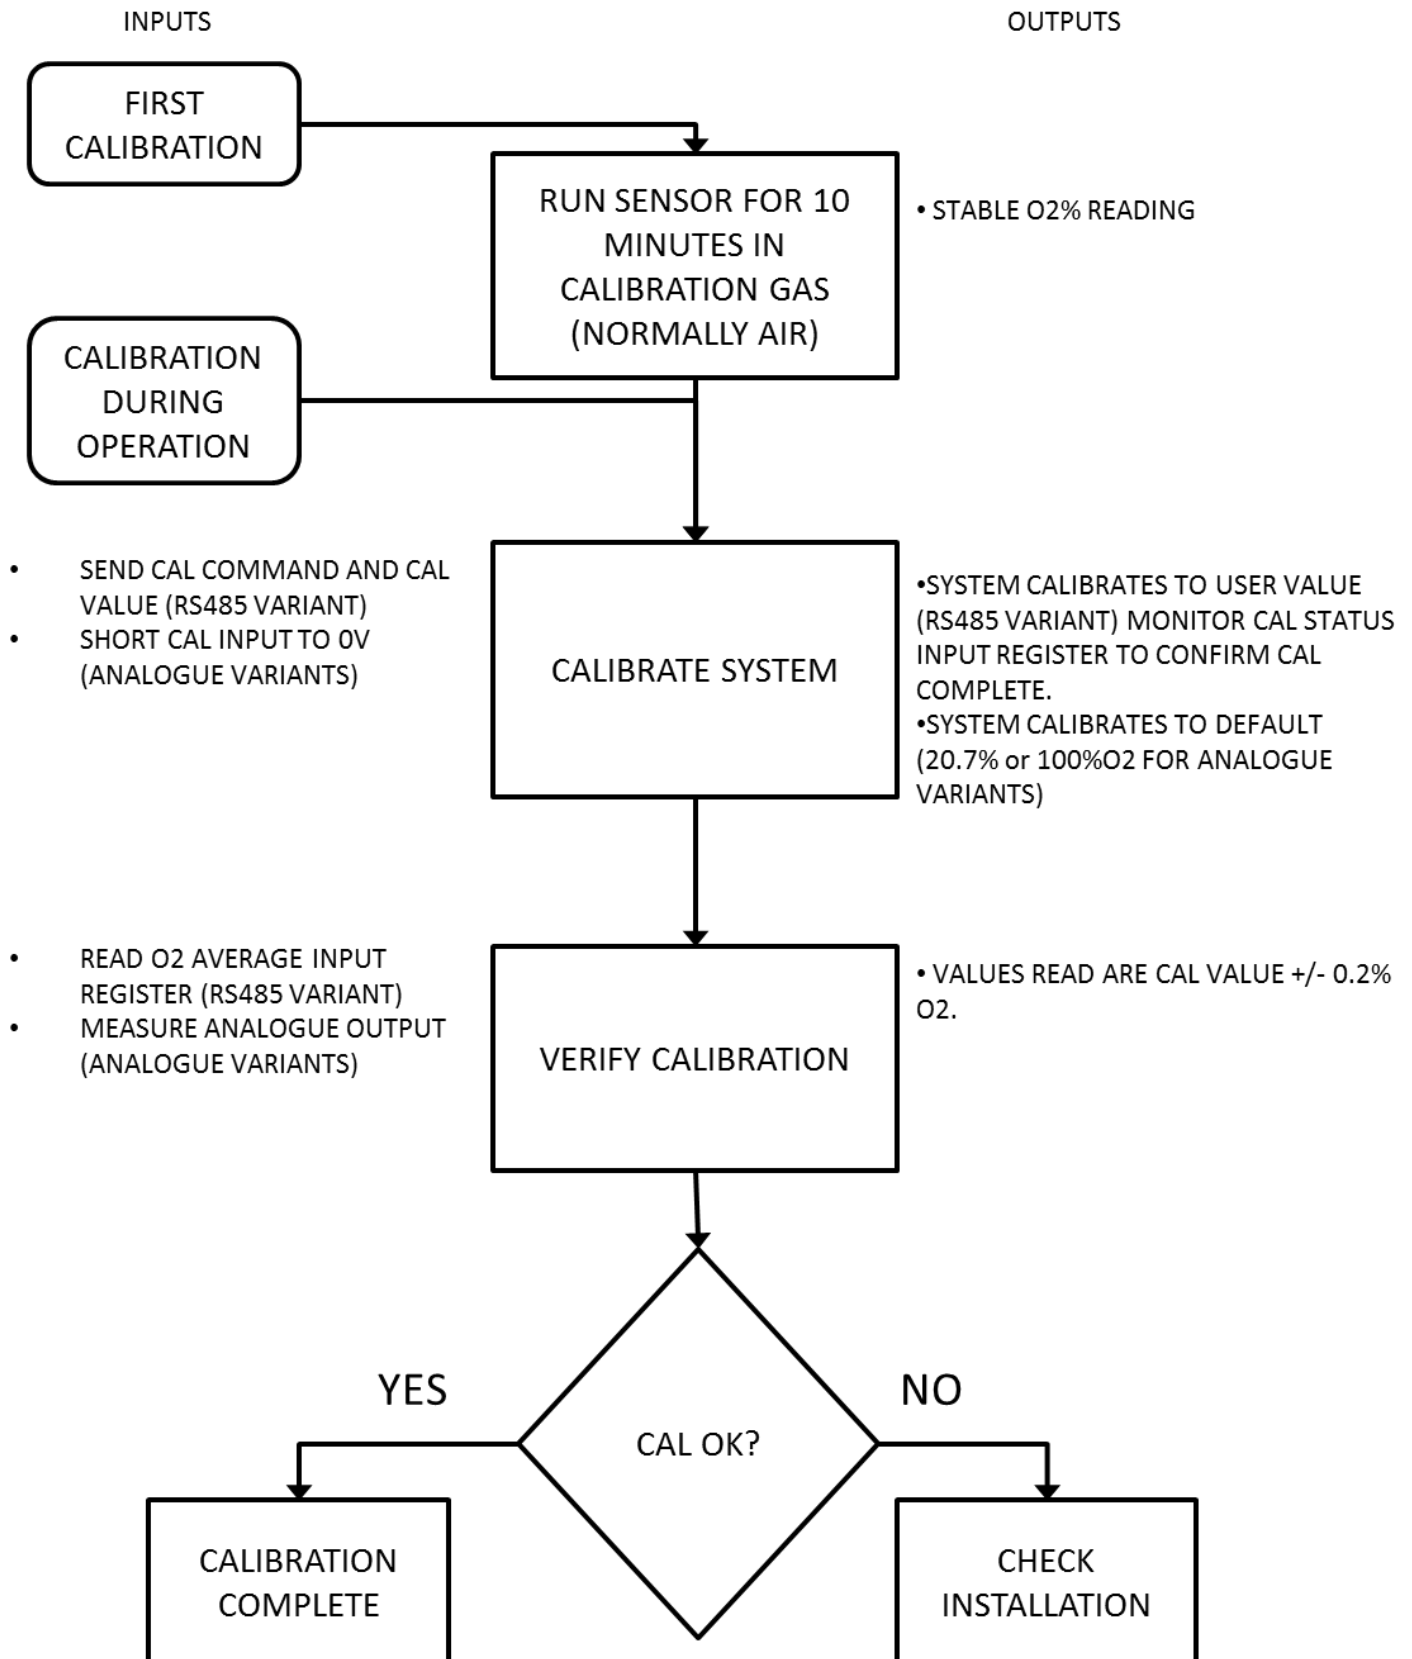 INPUTS
OUTPUTS
FIRST
CALIBRATION
RUN SENSOR FOR 10
MINUTES IN
CALIBRATION GAS
(NORMALLY AIR)
• STABLE O2% READING
CALIBRATION
DURING
OPERATION
• SEND CAL COMMAND AND CAL
VALUE (RS485 VARIANT)
• SHORT CAL INPUT TO 0V
(ANALOGUE VARIANTS)
CALIBRATE SYSTEM
•SYSTEM CALIBRATES TO USER VALUE
(RS485 VARIANT) MONITOR CAL STATUS
INPUT REGISTER TO CONFIRM CAL
COMPLETE.
•SYSTEM CALIBRATES TO DEFAULT
(20.7% or 100%O2 FOR ANALOGUE
VARIANTS)
• READ O2 AVERAGE INPUT
REGISTER (RS485 VARIANT)
• MEASURE ANALOGUE OUTPUT
(ANALOGUE VARIANTS)
VERIFY CALIBRATION
• VALUES READ ARE CAL VALUE +/- 0.2%
O2.
YES
NO
CAL OK?
CALIBRATION
COMPLETE
CHECK
INSTALLATION